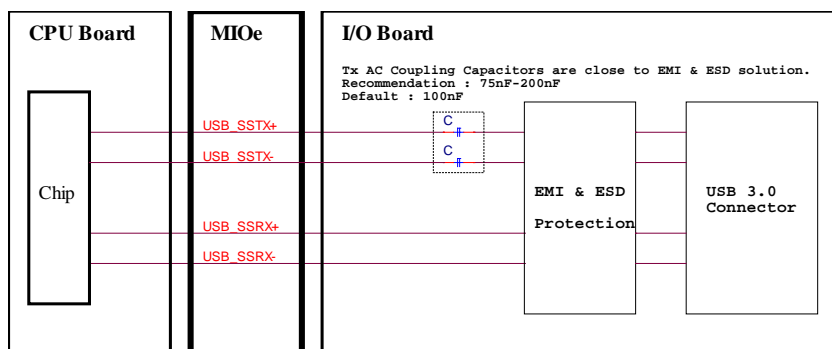 CPU Board
MIOe
I/O Board
Tx AC Coupling Capacitors are close to EMI & ESD solution.
Recommendation : 75nF-200nF
Default : 100nF
USB_SSTX+
C
USB_SSTX-
C
Chip
EMI & ESD
Protection
USB 3.0
Connector
USB_SSRX+
USB_SSRX-